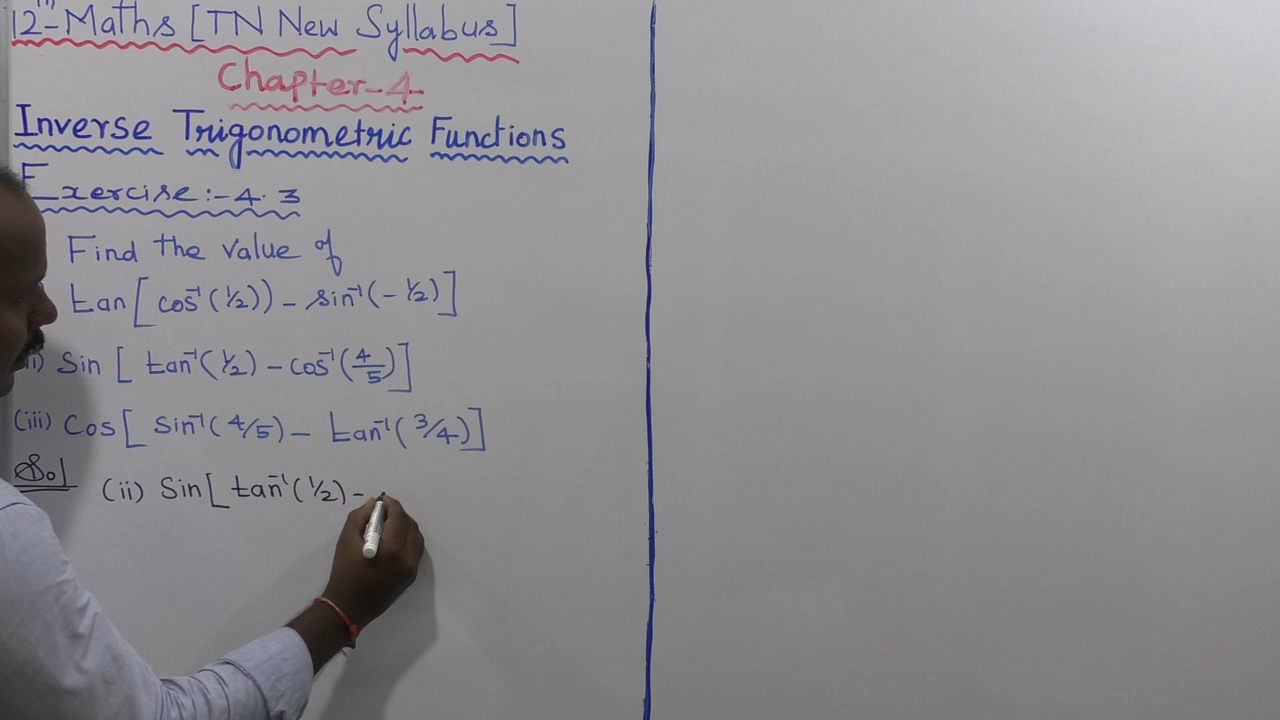 12th-Maths [TN New Syllabus]
Chapter-4
Inverse Trigonometric Functions
Exercise:-4.3
Find the value of
tan[cos⁻¹(1/2)) - sin⁻¹(-1/2)]
ii) Sin [tan⁻¹(1/2) - cos⁻¹(4/5)]
(iii) Cos[sin⁻¹(4/5) - tan⁻¹(3/4)]
Sol (ii) Sin[tan⁻¹(1/2) -